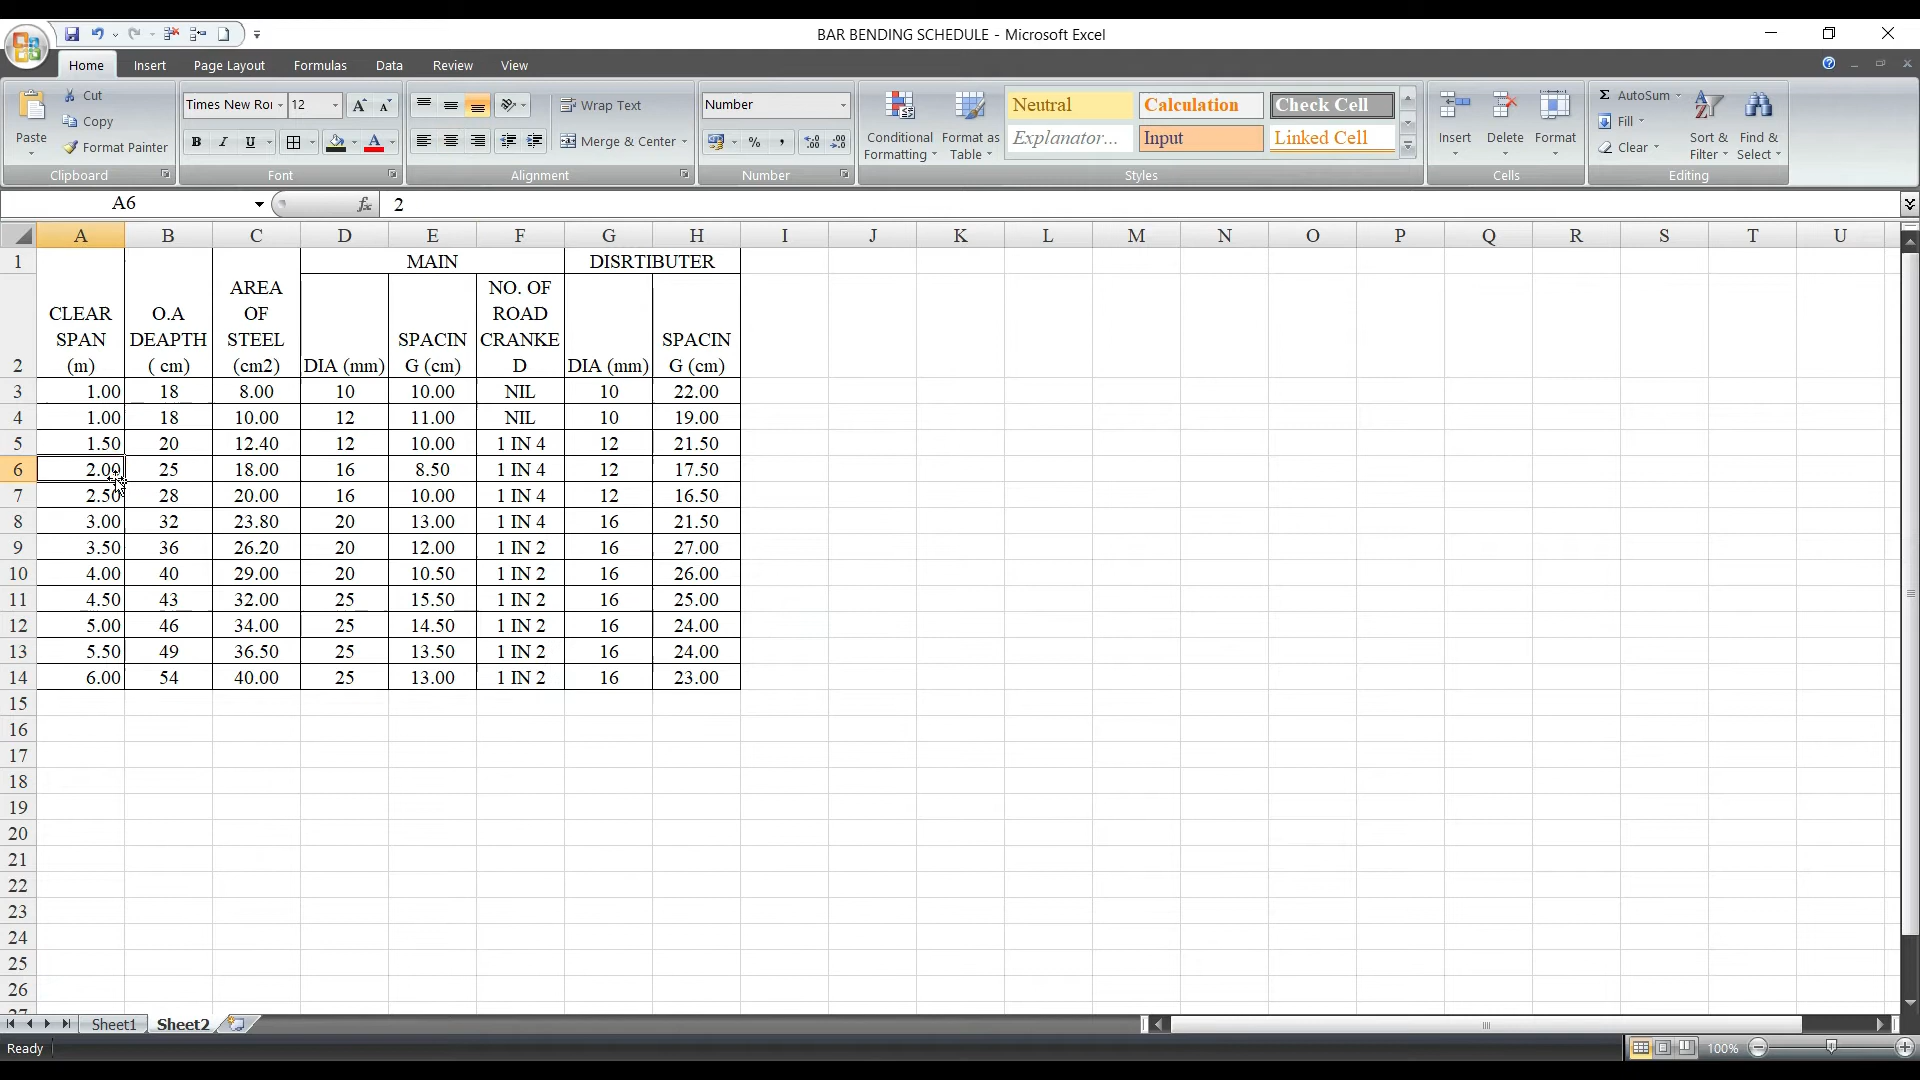 BAR BENDING SCHEDULE - Microsoft Excel
Home Insert Page Layout Formulas Data Review View
Paste
Cut
Copy
Format Painter
Clipboard
Times New Roi 12
B I U
Font
Wrap Text
Merge & Center
Alignment
Number
% ,
Number
Conditional Formatting
Format as Table
Neutral Calculation Check Cell
Explanator... Input Linked Cell
Styles
Insert Delete Format
Cells
Σ AutoSum
Fill
Clear
Sort & Filter
Find & Select
Editing
A6 fx 2
A B C D E F G H I J K L M N O P Q R S T U
1 MAIN DISRTIBUTER
2 CLEAR SPAN (m) O.A DEAPTH ( cm) AREA OF STEEL (cm2) DIA (mm) SPACIN G (cm) NO. OF ROAD CRANKE D DIA (mm) SPACIN G (cm)
3 1.00 18 8.00 10 10.00 NIL 10 22.00
4 1.00 18 10.00 12 11.00 NIL 10 19.00
5 1.50 20 12.40 12 10.00 1 IN 4 12 21.50
6 2.00 25 18.00 16 8.50 1 IN 4 12 17.50
7 2.50 28 20.00 16 10.00 1 IN 4 12 16.50
8 3.00 32 23.80 20 13.00 1 IN 4 16 21.50
9 3.50 36 26.20 20 12.00 1 IN 2 16 27.00
10 4.00 40 29.00 20 10.50 1 IN 2 16 26.00
11 4.50 43 32.00 25 15.50 1 IN 2 16 25.00
12 5.00 46 34.00 25 14.50 1 IN 2 16 24.00
13 5.50 49 36.50 25 13.50 1 IN 2 16 24.00
14 6.00 54 40.00 25 13.00 1 IN 2 16 23.00
15
16
17
18
19
20
21
22
23
24
25
26
Sheet1 Sheet2
Ready 100%